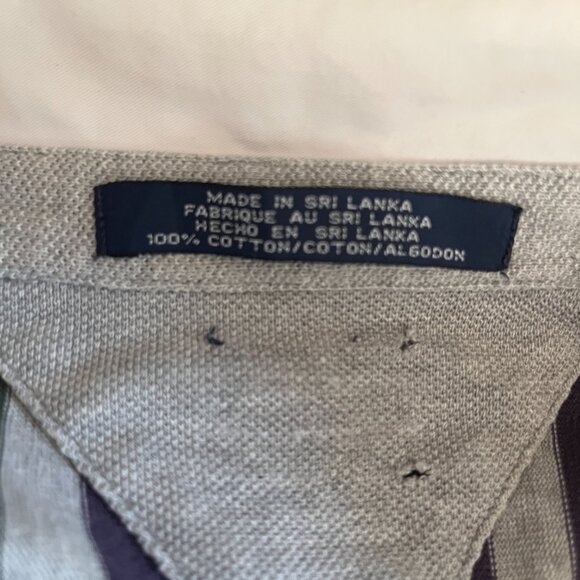 MADE IN SRI LANKA
FABRIQUE AU SRI LANKA
HECHO EN SRI LANKA
100% COTTON/COTON/ALGODON